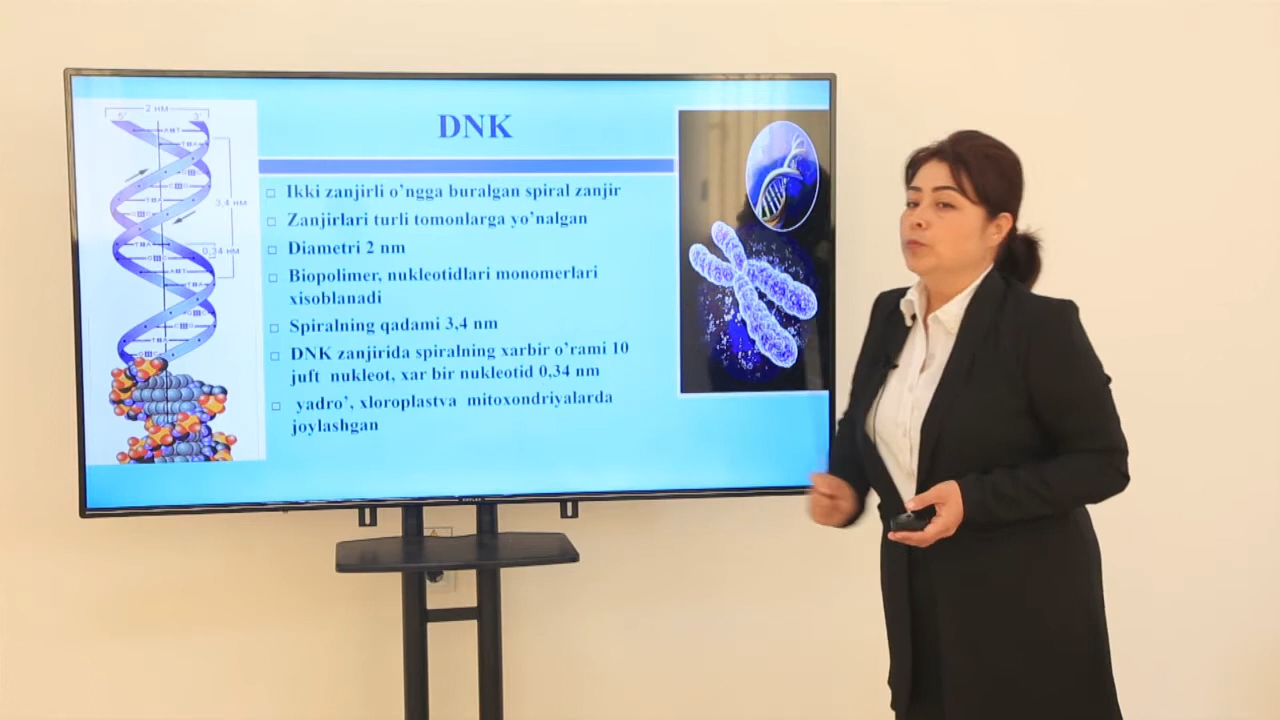 DNK
2 нм
5'
3'
3,4 нм
0,34 нм
□ Ikki zanjirli o’ngga buralgan spiral zanjir
□ Zanjirlari turli tomonlarga yo’nalgan
□ Diametri 2 nm
□ Biopolimer, nukleotidlari monomerlari
xisoblanadi
□ Spiralning qadami 3,4 nm
□ DNK zanjirida spiralning xarbir o’rami 10
juft nukleot, xar bir nukleotid 0,34 nm
□ yadro’, xloroplastva mitoxondriyalarda
joylashgan